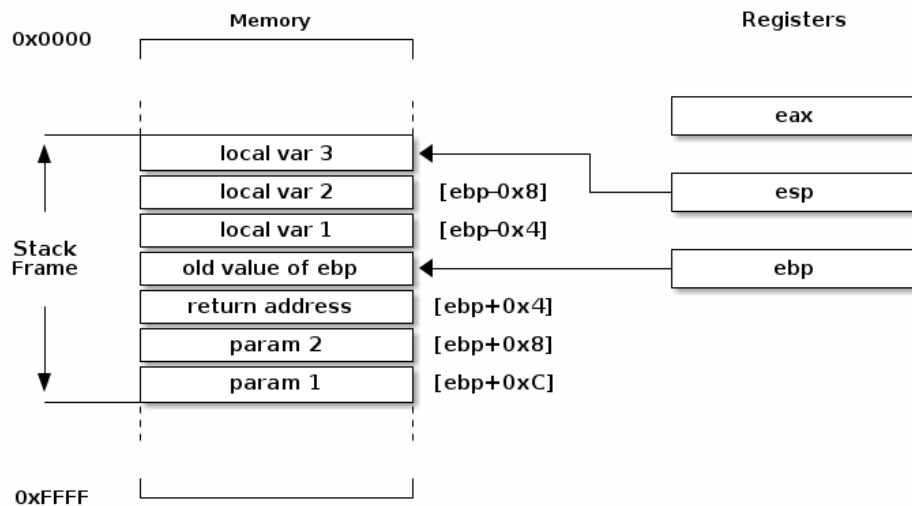 Memory
Registers
0x0000
eax
local var 3
local var 2 [ebp-0x8] esp
local var 1 [ebp-0x4]
Stack
Frame
old value of ebp ebp
return address [ebp+0x4]
param 2 [ebp+0x8]
param 1 [ebp+0xC]
0xFFFF